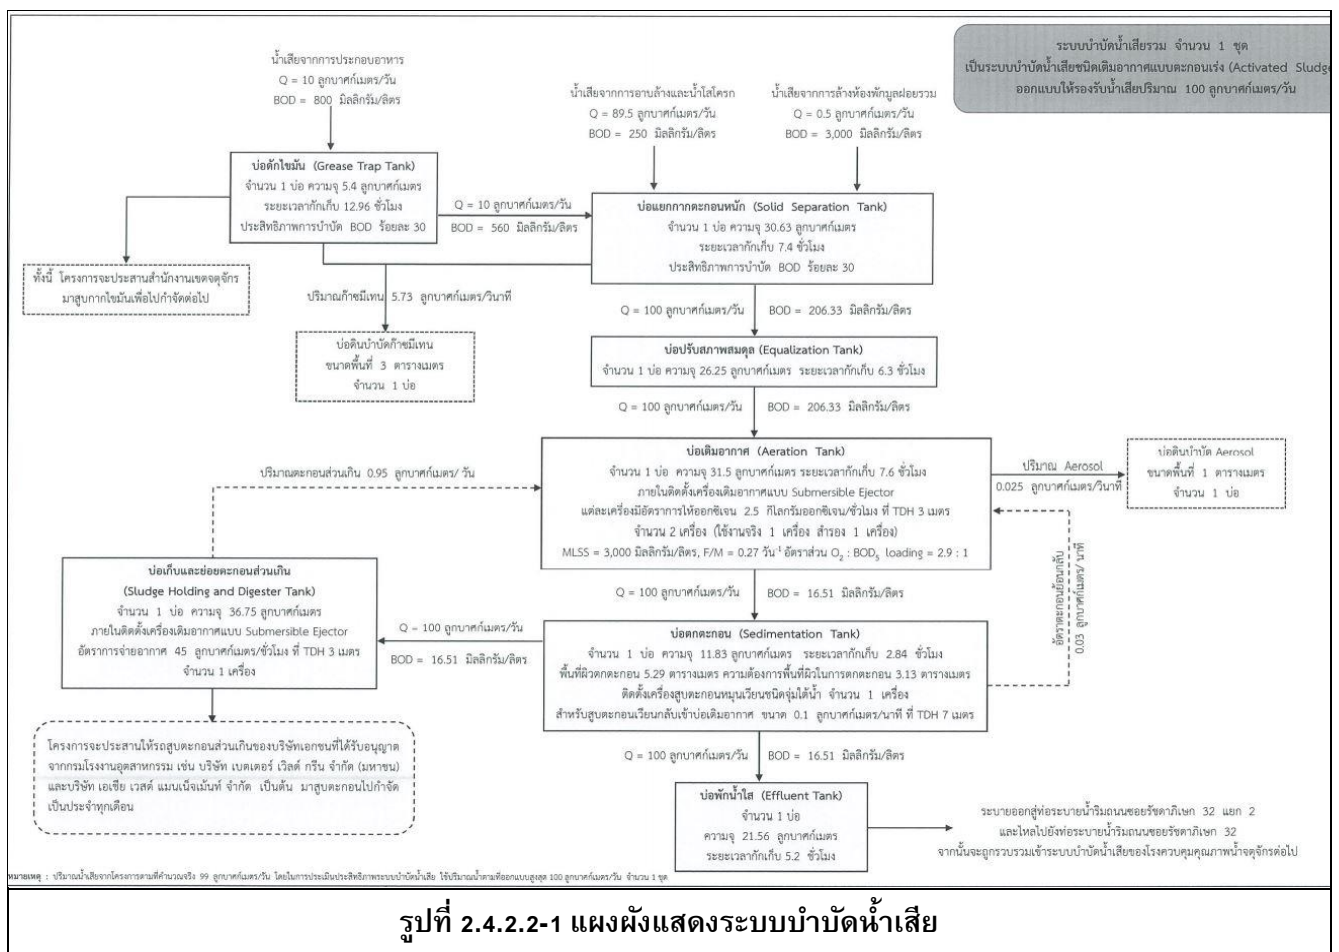 ระบบบำบัดน้ำเสียรวม จำนวน 1 ชุด
เป็นระบบบำบัดน้ำเสียชนิดเติมอากาศแบบตะกอนเร่ง (Activated Sludge
ออกแบบให้รองรับน้ำเสียปริมาณ 100 ลูกบาศก์เมตร/วัน
น้ำเสียจากการประกอบอาหาร
Q = 10 ลูกบาศก์เมตร/วัน
BOD = 800 มิลลิกรัม/ลิตร
น้ำเสียจากการอาบล้างและน้ำโสโครก
Q = 89.5 ลูกบาศก์เมตร/วัน
BOD = 250 มิลลิกรัม/ลิตร
น้ำเสียจากการล้างห้องพักมูลฝอยรวม
Q = 0.5 ลูกบาศก์เมตร/วัน
BOD = 3,000 มิลลิกรัม/ลิตร
บ่อดักไขมัน (Grease Trap Tank)
จำนวน 1 บ่อ ความจุ 5.4 ลูกบาศก์เมตร
ระยะเวลากักเก็บ 12.96 ชั่วโมง
ประสิทธิภาพการบำบัด BOD ร้อยละ 30
Q = 10 ลูกบาศก์เมตร/วัน
BOD = 560 มิลลิกรัม/ลิตร
บ่อแยกกากตะกอนหนัก (Solid Separation Tank)
จำนวน 1 บ่อ ความจุ 30.63 ลูกบาศก์เมตร
ระยะเวลากักเก็บ 7.4 ชั่วโมง
ประสิทธิภาพการบำบัด BOD ร้อยละ 30
ทั้งนี้ โครงการจะประสานสำนักงานเขตจตุจักร
มาสูบกากไขมันเพื่อไปกำจัดต่อไป
ปริมาณก๊าซมีเทน 5.73 ลูกบาศก์เมตร/วินาที
บ่อดินบำบัดก๊าซมีเทน
ขนาดพื้นที่ 3 ตารางเมตร
จำนวน 1 บ่อ
Q = 100 ลูกบาศก์เมตร/วัน BOD = 206.33 มิลลิกรัม/ลิตร
บ่อปรับสภาพสมดุล (Equalization Tank)
จำนวน 1 บ่อ ความจุ 26.25 ลูกบาศก์เมตร ระยะเวลากักเก็บ 6.3 ชั่วโมง
Q = 100 ลูกบาศก์เมตร/วัน BOD = 206.33 มิลลิกรัม/ลิตร
บ่อเติมอากาศ (Aeration Tank)
จำนวน 1 บ่อ ความจุ 31.5 ลูกบาศก์เมตร ระยะเวลากักเก็บ 7.6 ชั่วโมง
ภายในติดตั้งเครื่องเติมอากาศแบบ Submersible Ejector
แต่ละเครื่องมีอัตราการให้ออกซิเจน 2.5 กิโลกรัมออกซิเจน/ชั่วโมง ที่ TDH 3 เมตร
จำนวน 2 เครื่อง (ใช้งานจริง 1 เครื่อง สำรอง 1 เครื่อง)
MLSS = 3,000 มิลลิกรัม/ลิตร, F/M = 0.27 วัน⁻¹ อัตราส่วน O₂ : BOD₅ loading = 2.9 : 1
ปริมาณ Aerosol
0.025 ลูกบาศก์เมตร/วินาที
บ่อดินบำบัด Aerosol
ขนาดพื้นที่ 1 ตารางเมตร
จำนวน 1 บ่อ
ปริมาณตะกอนส่วนเกิน 0.95 ลูกบาศก์เมตร/ วัน
อัตราตะกอนย้อนกลับ
0.03 ลูกบาศก์เมตร/ นาที
Q = 100 ลูกบาศก์เมตร/วัน BOD = 16.51 มิลลิกรัม/ลิตร
บ่อเก็บและย่อยตะกอนส่วนเกิน
(Sludge Holding and Digester Tank)
จำนวน 1 บ่อ ความจุ 36.75 ลูกบาศก์เมตร
ภายในติดตั้งเครื่องเติมอากาศแบบ Submersible Ejector
อัตราการจ่ายอากาศ 45 ลูกบาศก์เมตร/ชั่วโมง ที่ TDH 3 เมตร
จำนวน 1 เครื่อง
Q = 100 ลูกบาศก์เมตร/วัน
BOD = 16.51 มิลลิกรัม/ลิตร
บ่อตกตะกอน (Sedimentation Tank)
จำนวน 1 บ่อ ความจุ 11.83 ลูกบาศก์เมตร ระยะเวลากักเก็บ 2.84 ชั่วโมง
พื้นที่ผิวตกตะกอน 5.29 ตารางเมตร ความต้องการพื้นที่ผิวในการตกตะกอน 3.13 ตารางเมตร
ติดตั้งเครื่องสูบตะกอนหมุนเวียนชนิดจุ่มใต้น้ำ จำนวน 1 เครื่อง
สำหรับสูบตะกอนเวียนกลับเข้าบ่อเติมอากาศ ขนาด 0.1 ลูกบาศก์เมตร/นาที ที่ TDH 7 เมตร
โครงการจะประสานให้รถสูบตะกอนส่วนเกินของบริษัทเอกชนที่ได้รับอนุญาต
จากกรมโรงงานอุตสาหกรรม เช่น บริษัท เบตเตอร์ เวิลด์ กรีน จำกัด (มหาชน)
และบริษัท เอเชีย เวสต์ แมนเน็จเม้นท์ จำกัด เป็นต้น มาสูบตะกอนไปกำจัด
เป็นประจำทุกเดือน
Q = 100 ลูกบาศก์เมตร/วัน BOD = 16.51 มิลลิกรัม/ลิตร
บ่อพักน้ำใส (Effluent Tank)
จำนวน 1 บ่อ
ความจุ 21.56 ลูกบาศก์เมตร
ระยะเวลากักเก็บ 5.2 ชั่วโมง
ระบายออกสู่ท่อระบายน้ำริมถนนซอยรัชดาภิเษก 32 แยก 2
และไหลไปยังท่อระบายน้ำริมถนนซอยรัชดาภิเษก 32
จากนั้นจะถูกรวบรวมเข้าระบบบำบัดน้ำเสียของโรงควบคุมคุณภาพน้ำจตุจักรต่อไป
หมายเหตุ : ปริมาณน้ำเสียจากโครงการตามที่คำนวณจริง 99 ลูกบาศก์เมตร/วัน โดยในการประเมินประสิทธิภาพระบบบำบัดน้ำเสีย ใช้ปริมาณน้ำตามที่ออกแบบสูงสุด 100 ลูกบาศก์เมตร/วัน จำนวน 1 ชุด
รูปที่ 2.4.2.2-1 แผงผังแสดงระบบบำบัดน้ำเสีย